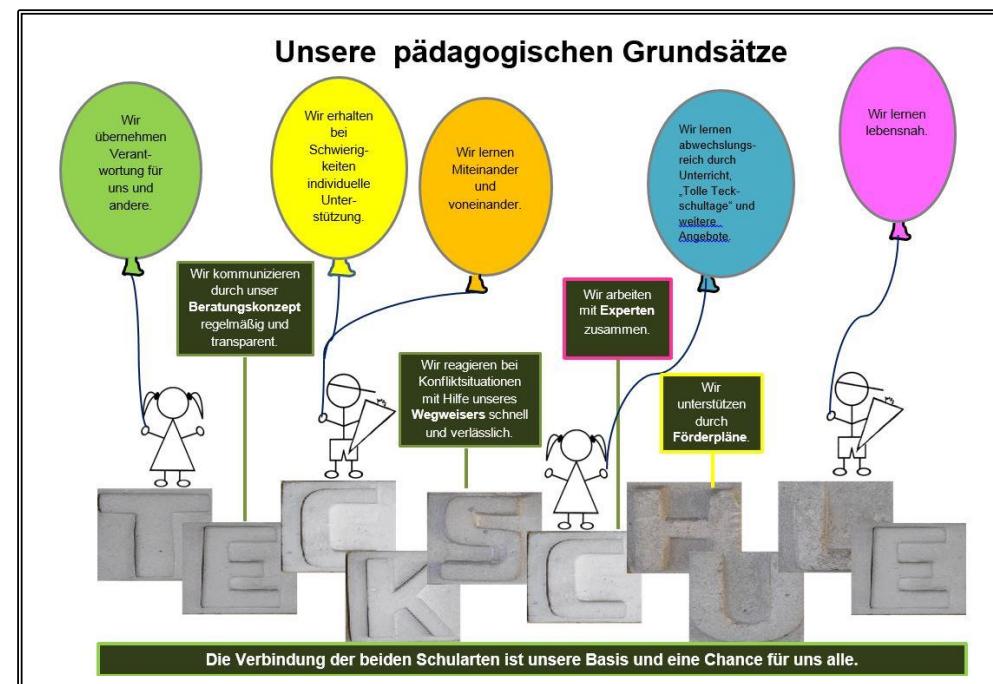 Unsere pädagogischen Grundsätze
Wir
übernehmen
Verant-
wortung für
uns und
andere.
Wir erhalten
bei
Schwierig-
keiten
individuelle
Unter-
stützung.
Wir lernen
Miteinander
und
voneinander.
Wir lernen
abwechslungs-
reich durch
Unterricht,
„Tolle Teck-
schultage“ und
weitere
Angebote.
Wir lernen
lebensnah.
Wir kommunizieren
durch unser
Beratungskonzept
regelmäßig und
transparent.
Wir reagieren bei
Konfliktsituationen
mit Hilfe unseres
Wegweisers schnell
und verlässlich.
Wir arbeiten
mit Experten
zusammen.
Wir
unterstützen
durch
Förderpläne.
TECKSCHULE
Die Verbindung der beiden Schularten ist unsere Basis und eine Chance für uns alle.